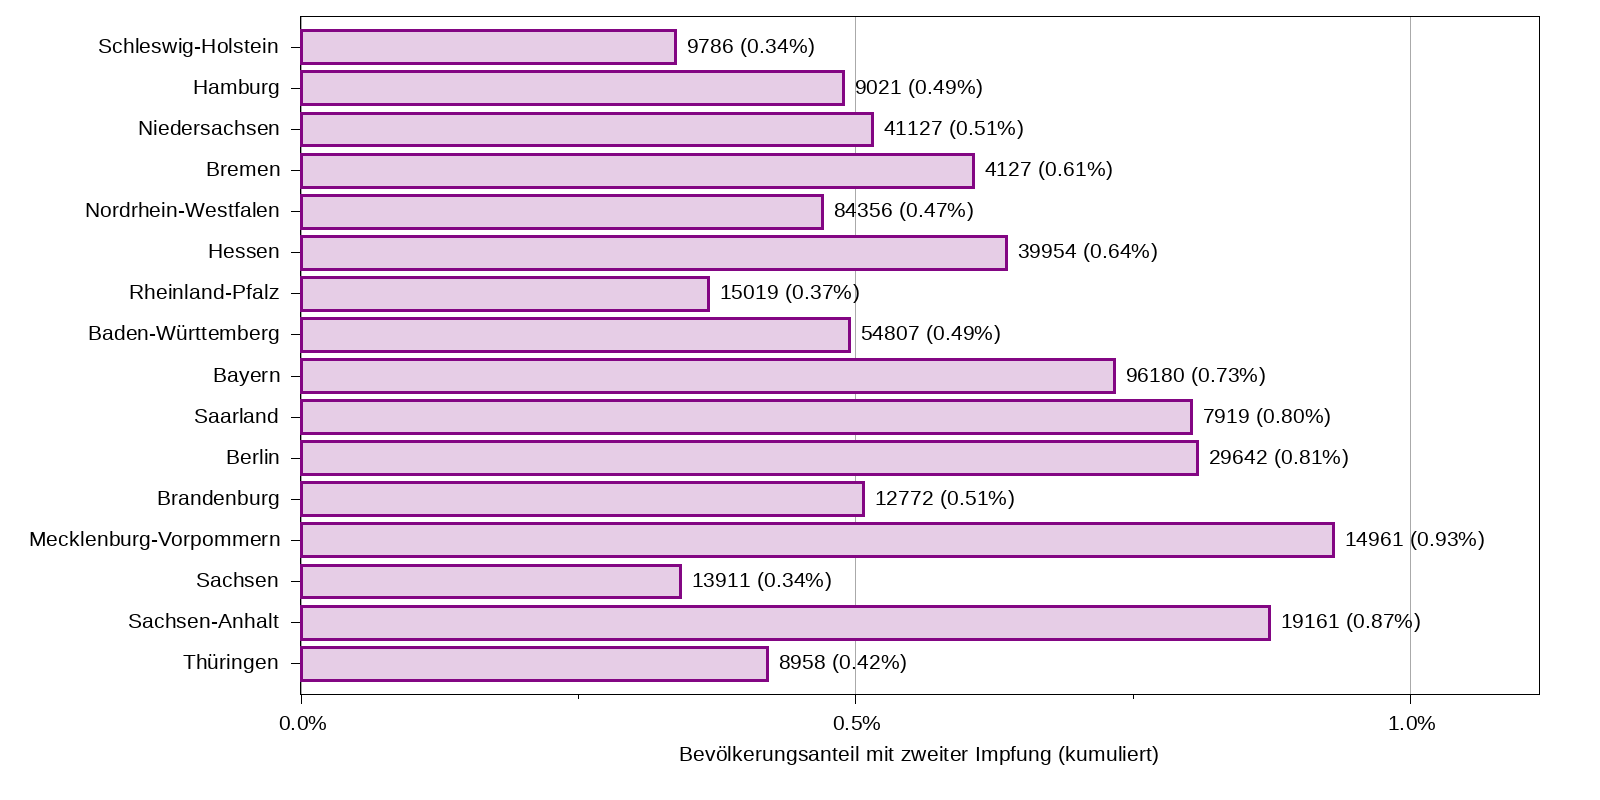 Schleswig-Holstein 9786 (0.34%)
Hamburg 9021 (0.49%)
Niedersachsen 41127 (0.51%)
Bremen 4127 (0.61%)
Nordrhein-Westfalen 84356 (0.47%)
Hessen 39954 (0.64%)
Rheinland-Pfalz 15019 (0.37%)
Baden-Württemberg 54807 (0.49%)
Bayern 96180 (0.73%)
Saarland 7919 (0.80%)
Berlin 29642 (0.81%)
Brandenburg 12772 (0.51%)
Mecklenburg-Vorpommern 14961 (0.93%)
Sachsen 13911 (0.34%)
Sachsen-Anhalt 19161 (0.87%)
Thüringen 8958 (0.42%)
0.0% 0.5% 1.0%
Bevölkerungsanteil mit zweiter Impfung (kumuliert)